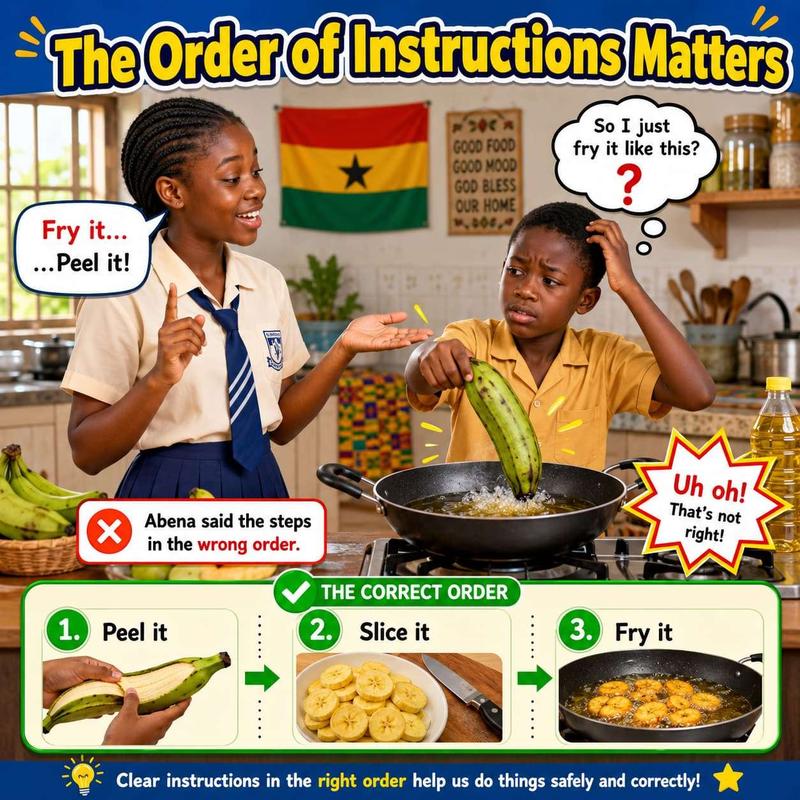 The Order of Instructions Matters
Fry it...
...Peel it!
GOOD FOOD
GOOD MOOD
GOD BLESS
OUR HOME
So I just
fry it like this?
?
Abena said the steps
in the wrong order.
Uh oh!
That's not
right!
THE CORRECT ORDER
1. Peel it
2. Slice it
3. Fry it
Clear instructions in the right order help us do things safely and correctly!